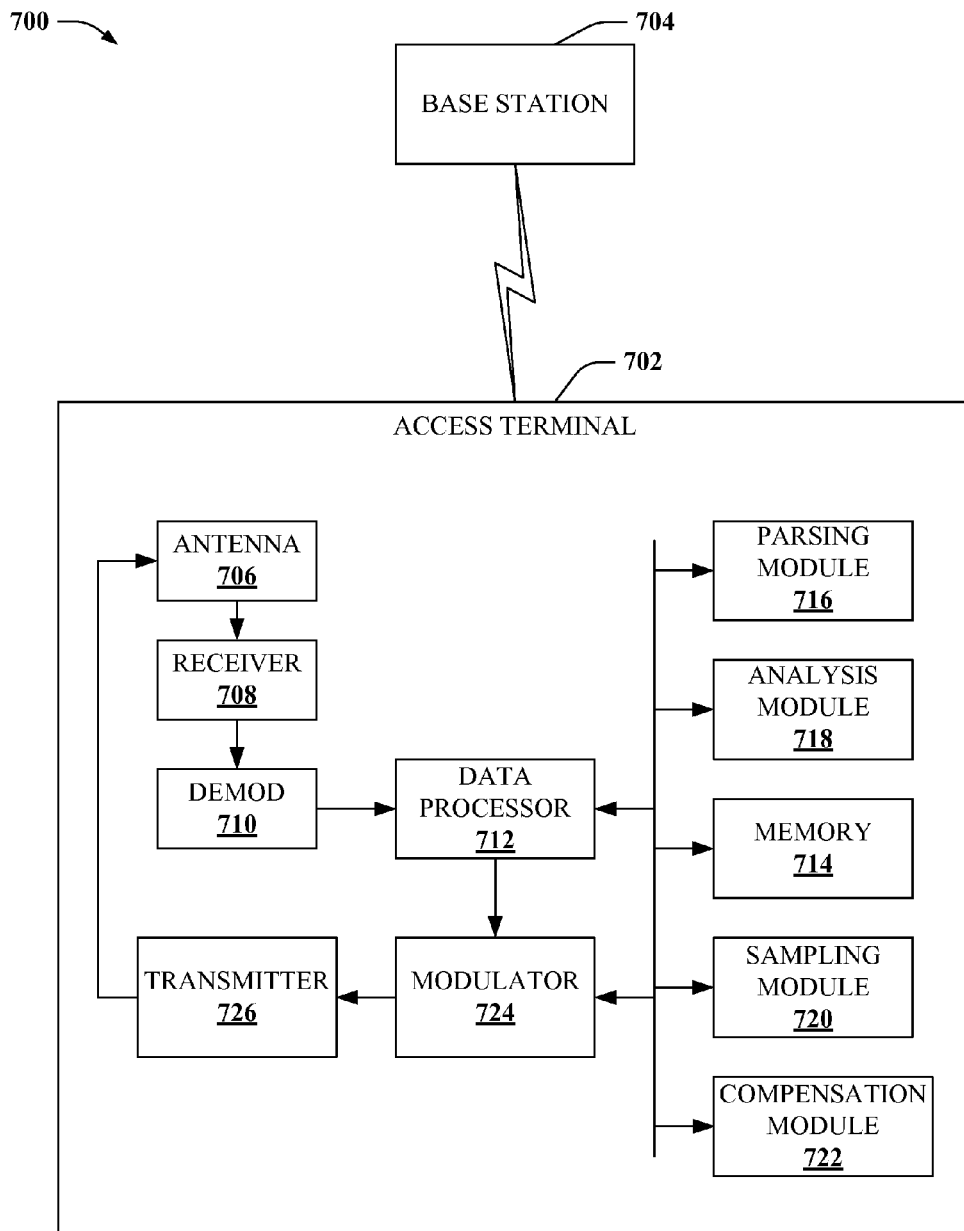 700
704
BASE STATION
702
ACCESS TERMINAL
ANTENNA
706
RECEIVER
708
DEMOD
710
DATA
PROCESSOR
712
TRANSMITTER
726
MODULATOR
724
PARSING
MODULE
716
ANALYSIS
MODULE
718
MEMORY
714
SAMPLING
MODULE
720
COMPENSATION
MODULE
722